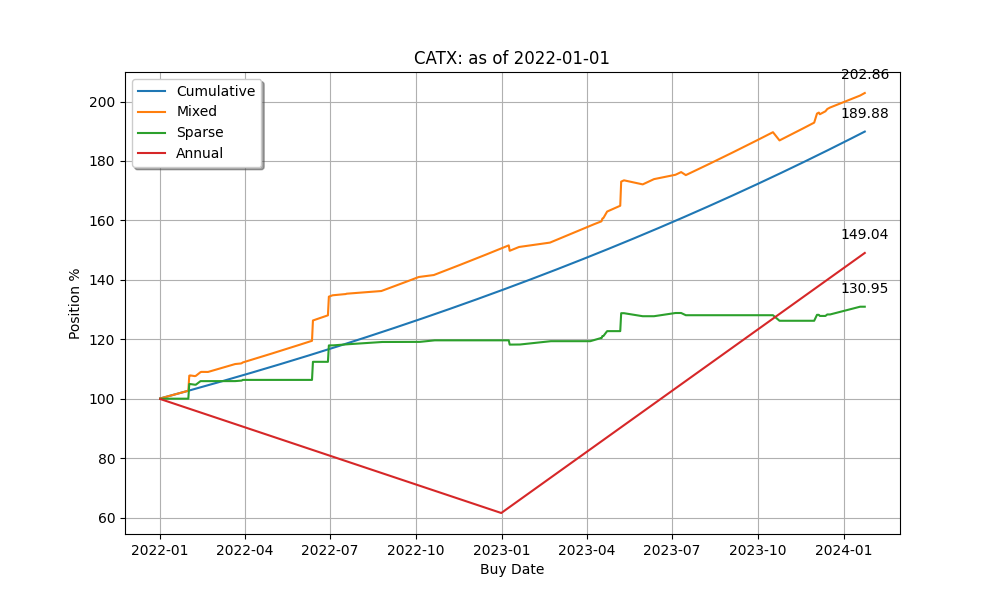 CATX: as of 2022-01-01
Cumulative
Mixed
Sparse
Annual
202.86
189.88
149.04
130.95
Position %
200
180
160
140
120
100
80
60
2022-01 2022-04 2022-07 2022-10 2023-01 2023-04 2023-07 2023-10 2024-01
Buy Date